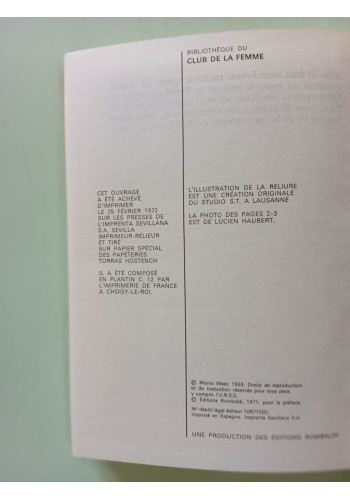 BIBLIOTHÈQUE DU
CLUB DE LA FEMME
CET OUVRAGE
A ÉTÉ ACHEVÉ
D'IMPRIMER
LE 25 FÉVRIER 1972
SUR LES PRESSES DE
L'IMPRENTA SEVILLANA
S.A. SEVILLA
IMPRIMEUR-RELIEUR
ET TIRÉ
SUR PAPIER SPÉCIAL
DES PAPETERIES
TORRAS HOSTENCH
IL A ÉTÉ COMPOSÉ
EN PLANTIN C. 12 PAR
L'IMPRIMERIE DE FRANCE
A CHOISY-LE-ROI.
L'ILLUSTRATION DE LA RELIURE
EST UNE CRÉATION ORIGINALE
DU STUDIO S.T. A LAUSANNE
LA PHOTO DES PAGES 2-3
EST DE LUCIEN HAUBERT.
© Morris West, 1959, Droits de reproduction
et de traduction réservés pour tous pays
y compris l'U.R.S.S.
© Éditions Rombaldi, 1971, pour la préface
N° dépôt légal éditeur
Imprimé en Espagne, Imprenta Sevillana S.A.
UNE PRODUCTION DES ÉDITIONS ROMBALDI